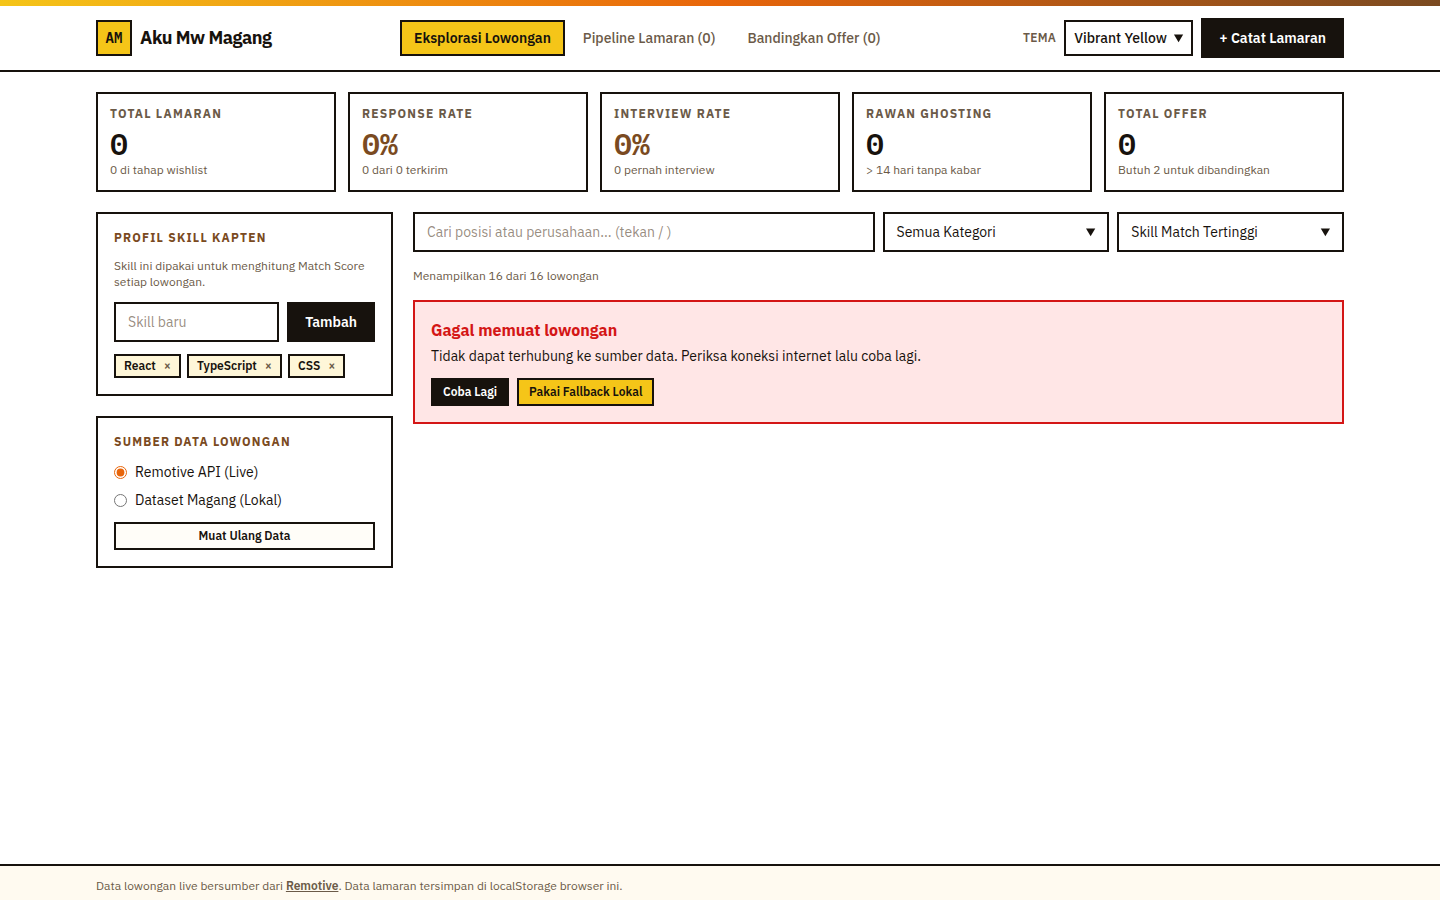 AM Aku Mw Magang
Eksplorasi Lowongan Pipeline Lamaran (0) Bandingkan Offer (0)
TEMA Vibrant Yellow + Catat Lamaran
TOTAL LAMARAN
0
0 di tahap wishlist
RESPONSE RATE
0%
0 dari 0 terkirim
INTERVIEW RATE
0%
0 pernah interview
RAWAN GHOSTING
0
> 14 hari tanpa kabar
TOTAL OFFER
0
Butuh 2 untuk dibandingkan
PROFIL SKILL KAPTEN
Skill ini dipakai untuk menghitung Match Score
setiap lowongan.
Skill baru Tambah
React × TypeScript × CSS ×
SUMBER DATA LOWONGAN
Remotive API (Live)
Dataset Magang (Lokal)
Muat Ulang Data
Cari posisi atau perusahaan... (tekan / ) Semua Kategori Skill Match Tertinggi
Menampilkan 16 dari 16 lowongan
Gagal memuat lowongan
Tidak dapat terhubung ke sumber data. Periksa koneksi internet lalu coba lagi.
Coba Lagi Pakai Fallback Lokal
Data lowongan live bersumber dari Remotive. Data lamaran tersimpan di localStorage browser ini.